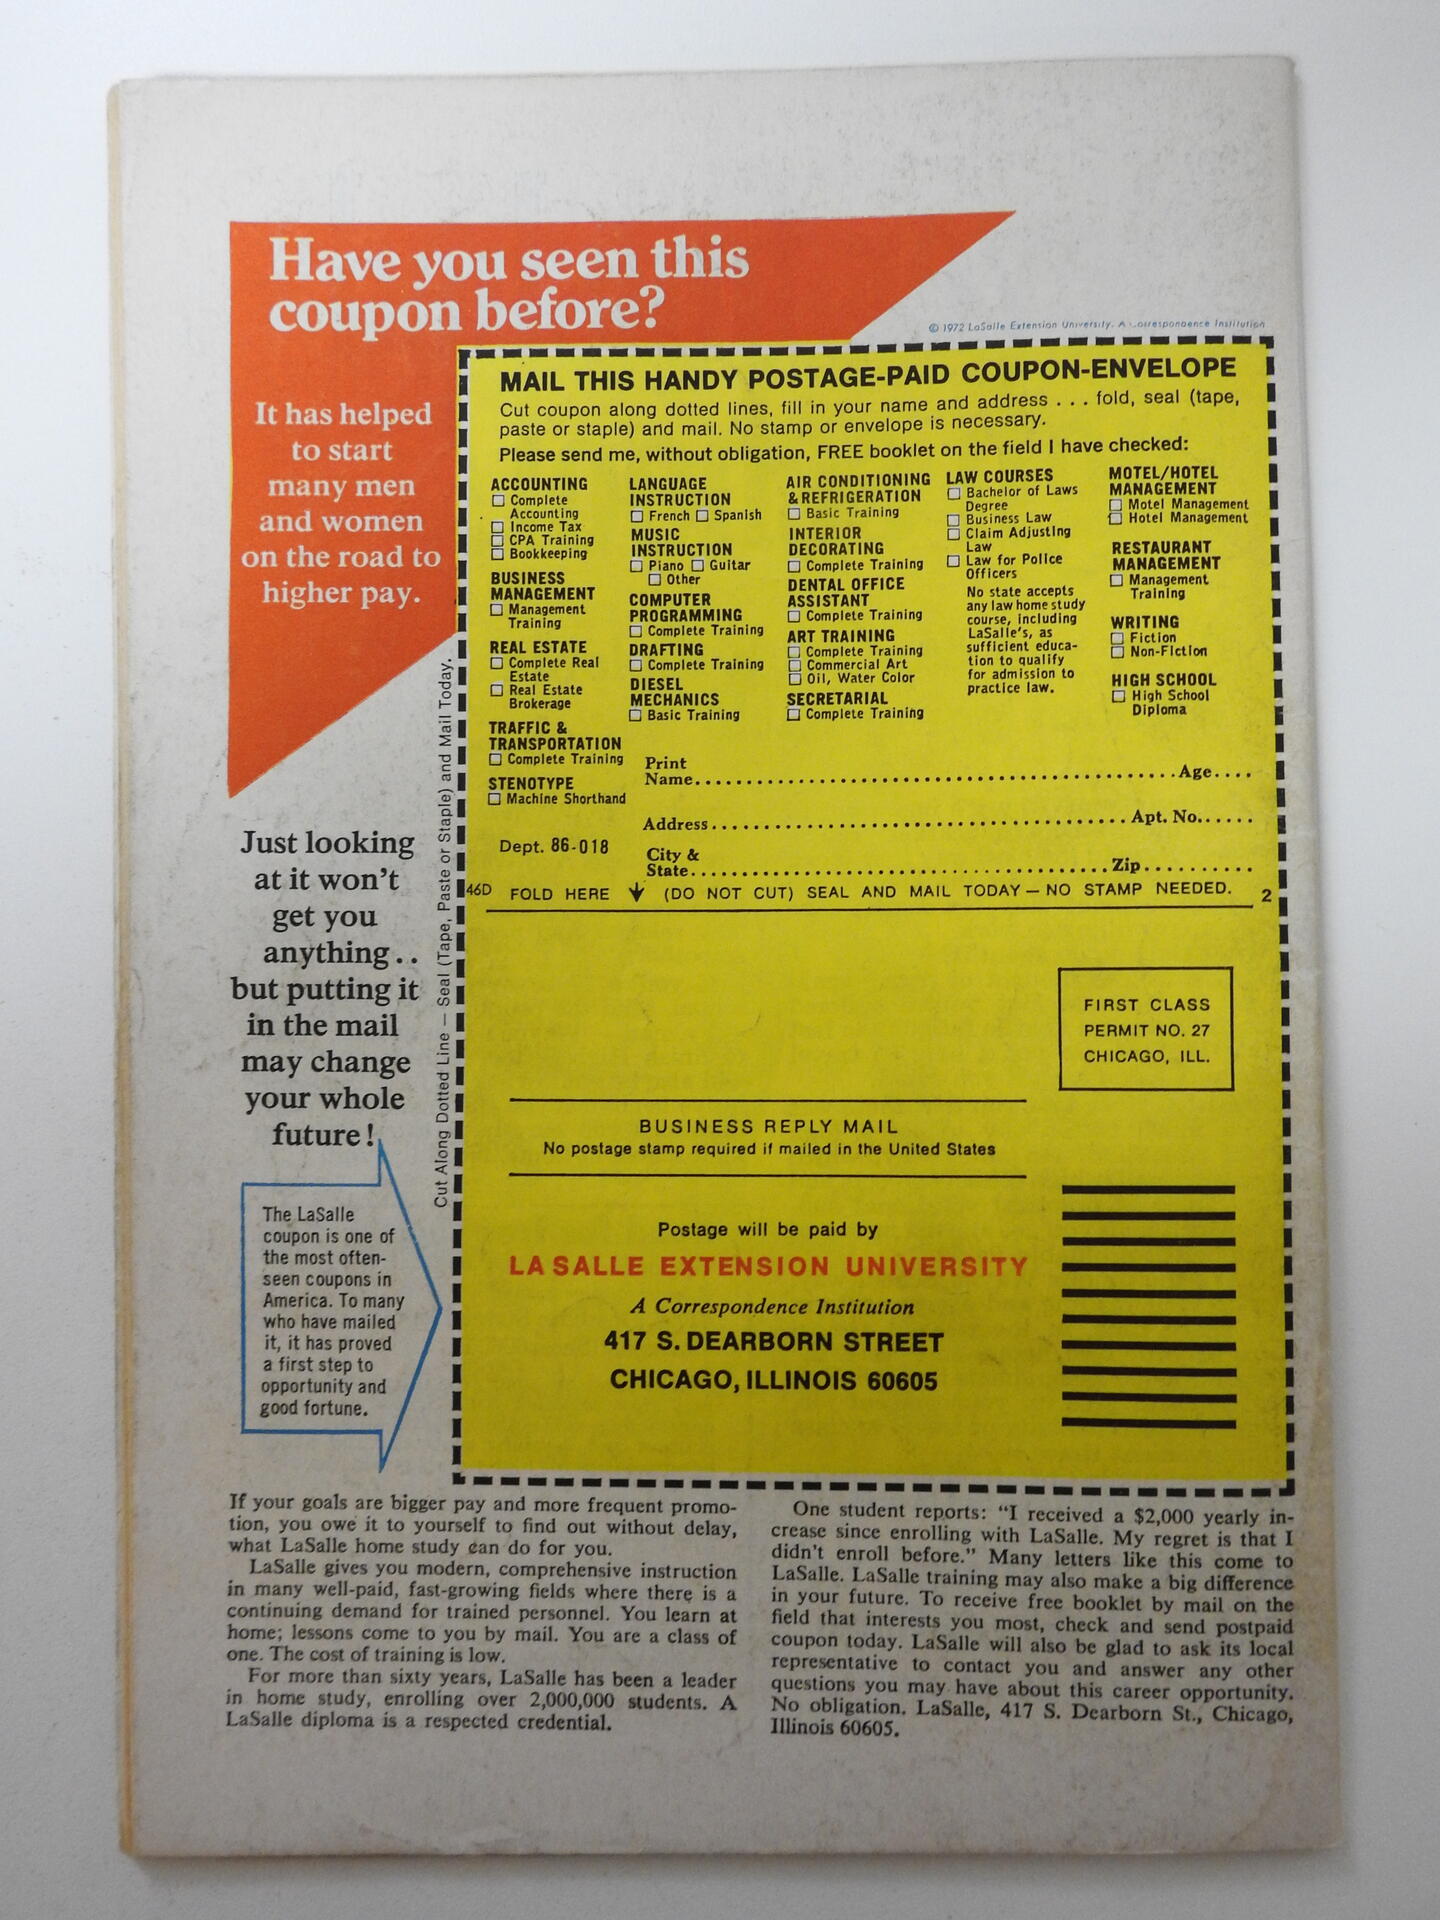 Have you seen this
coupon before?
It has helped
to start
many men
and women
on the road to
higher pay.
© 1972 LaSalle Extension University. A Correspondence Institution
MAIL THIS HANDY POSTAGE-PAID COUPON-ENVELOPE
Cut coupon along dotted lines, fill in your name and address . . . fold, seal (tape,
paste or staple) and mail. No stamp or envelope is necessary.
Please send me, without obligation, FREE booklet on the field I have checked:
ACCOUNTING
Complete
Accounting
Income Tax
CPA Training
Bookkeeping
BUSINESS
MANAGEMENT
Management
Training
REAL ESTATE
Complete Real
Estate
Real Estate
Brokerage
TRAFFIC &
TRANSPORTATION
Complete Training
STENOTYPE
Machine Shorthand
LANGUAGE
INSTRUCTION
French Spanish
MUSIC
INSTRUCTION
Piano Guitar
Other
COMPUTER
PROGRAMMING
Complete Training
DRAFTING
Complete Training
DIESEL
MECHANICS
Basic Training
AIR CONDITIONING
& REFRIGERATION
Basic Training
INTERIOR
DECORATING
Complete Training
DENTAL OFFICE
ASSISTANT
Complete Training
ART TRAINING
Complete Training
Commercial Art
Oil, Water Color
SECRETARIAL
Complete Training
LAW COURSES
Bachelor of Laws
Degree
Business Law
Claim Adjusting
Law
Law for Police
Officers
No state accepts
any law home study
course, including
LaSalle's, as
sufficient educa-
tion to qualify
for admission to
practice law.
MOTEL/HOTEL
MANAGEMENT
Motel Management
Hotel Management
RESTAURANT
MANAGEMENT
Management
Training
WRITING
Fiction
Non-Fiction
HIGH SCHOOL
High School
Diploma
Print
Name........................................................Age....
Address................................................Apt. No......
Dept. 86-018
City &
State..................................................Zip..........
46D FOLD HERE (DO NOT CUT) SEAL AND MAIL TODAY — NO STAMP NEEDED. 2
Cut Along Dotted Line — Seal (Tape, Paste or Staple) and Mail Today.
Just looking
at it won't
get you
anything..
but putting it
in the mail
may change
your whole
future!
The LaSalle
coupon is one of
the most often-
seen coupons in
America. To many
who have mailed
it, it has proved
a first step to
opportunity and
good fortune.
FIRST CLASS
PERMIT NO. 27
CHICAGO, ILL.
BUSINESS REPLY MAIL
No postage stamp required if mailed in the United States
Postage will be paid by
LA SALLE EXTENSION UNIVERSITY
A Correspondence Institution
417 S. DEARBORN STREET
CHICAGO, ILLINOIS 60605
If your goals are bigger pay and more frequent promo-
tion, you owe it to yourself to find out without delay,
what LaSalle home study can do for you.
LaSalle gives you modern, comprehensive instruction
in many well-paid, fast-growing fields where there is a
continuing demand for trained personnel. You learn at
home; lessons come to you by mail. You are a class of
one. The cost of training is low.
For more than sixty years, LaSalle has been a leader
in home study, enrolling over 2,000,000 students. A
LaSalle diploma is a respected credential.
One student reports: "I received a $2,000 yearly in-
crease since enrolling with LaSalle. My regret is that I
didn't enroll before." Many letters like this come to
LaSalle. LaSalle training may also make a big difference
in your future. To receive free booklet by mail on the
field that interests you most, check and send postpaid
coupon today. LaSalle will also be glad to ask its local
representative to contact you and answer any other
questions you may have about this career opportunity.
No obligation. LaSalle, 417 S. Dearborn St., Chicago,
Illinois 60605.